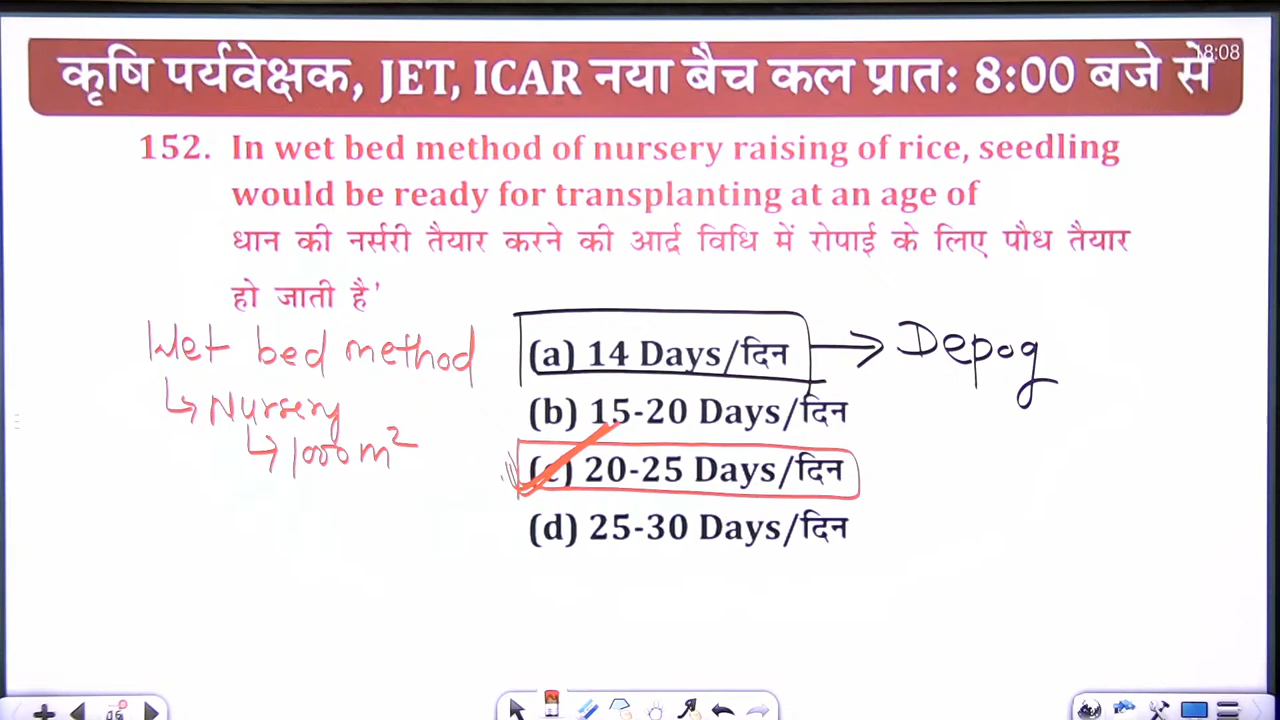 कृषि पर्यवेक्षक, JET, ICAR नया बैच कल प्रात: 8:00 बजे से
18:08
152. In wet bed method of nursery raising of rice, seedling
would be ready for transplanting at an age of
धान की नर्सरी तैयार करने की आर्द्र विधि में रोपाई के लिए पौध तैयार
हो जाती है'
Wet bed method
↳ Nursery
↳ 1000 m²
(a) 14 Days/दिन → Depog
(b) 15-20 Days/दिन
(c) 20-25 Days/दिन
(d) 25-30 Days/दिन